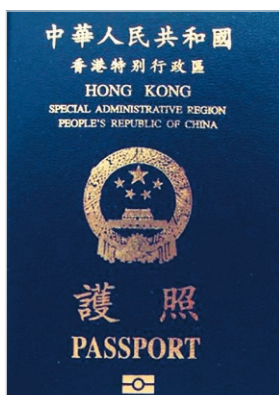 中華人民共和國
香港特別行政區
HONG KONG
SPECIAL ADMINISTRATIVE REGION
PEOPLE'S REPUBLIC OF CHINA
護照
PASSPORT